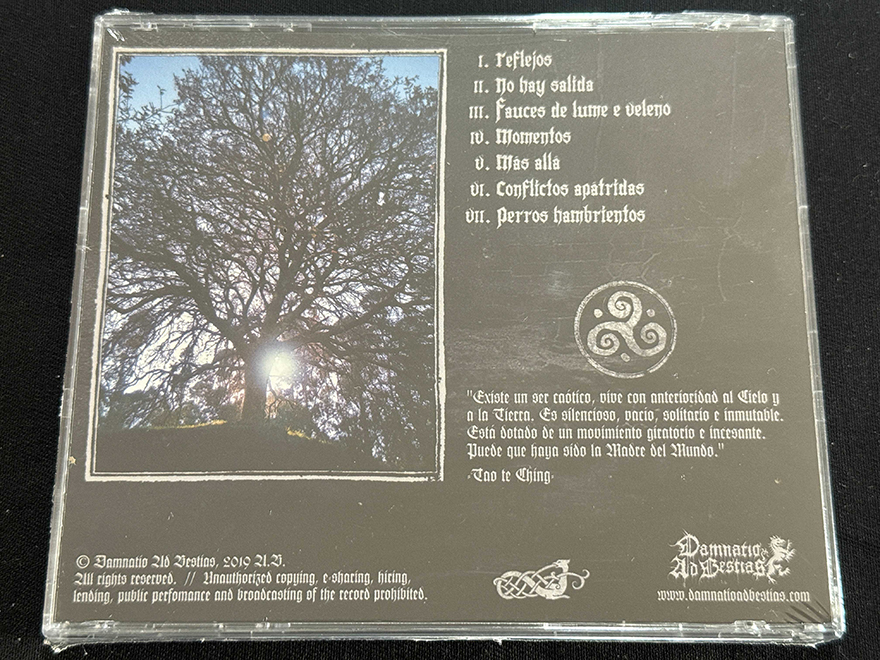 I. Reflejos
II. No hay salida
III. Fauces de lume e veleno
IV. Momentos
V. Más allá
VI. Conflictos apátridas
VII. Perros hambrientos
"Existe un ser caótico, vive con anterioridad al Cielo y
a la Tierra. Es silencioso, vacío, solitario e inmutable.
Está dotado de un movimiento giratorio e incesante.
Puede que haya sido la Madre del Mundo."
-Tao te Ching-
© Damnatio Ad Bestias, 2019 A.B.
All rights reserved. // Unauthorized copying, e-sharing, hiring,
lending, public perfomance and broadcasting of the record prohibited.
Damnatio
Ad Bestias
www.damnatioadbestias.com